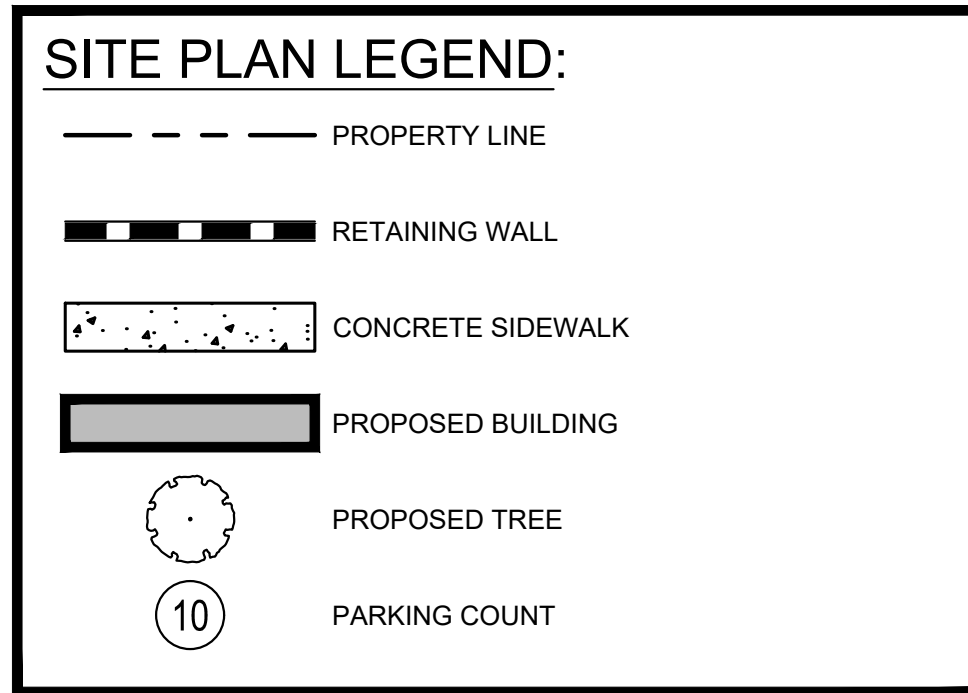 SITE PLAN LEGEND:
PROPERTY LINE
RETAINING WALL
CONCRETE SIDEWALK
PROPOSED BUILDING
PROPOSED TREE
10 PARKING COUNT